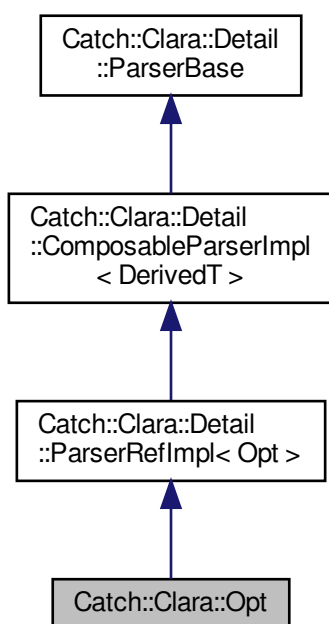 Catch::Clara::Detail
::ParserBase
Catch::Clara::Detail
::ComposableParserImpl
< DerivedT >
Catch::Clara::Detail
::ParserRefImpl< Opt >
Catch::Clara::Opt